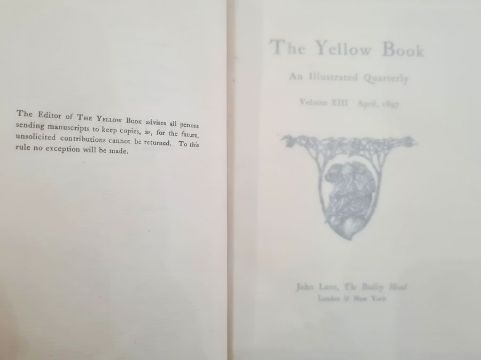 The Editor of THE YELLOW BOOK advises all persons
sending manuscripts to keep copies, as, for the future,
unsolicited contributions cannot be returned. To this
rule no exception will be made.
The Yellow Book
An Illustrated Quarterly
Volume XIII April, 1897
John Lane, The Bodley Head
London & New York